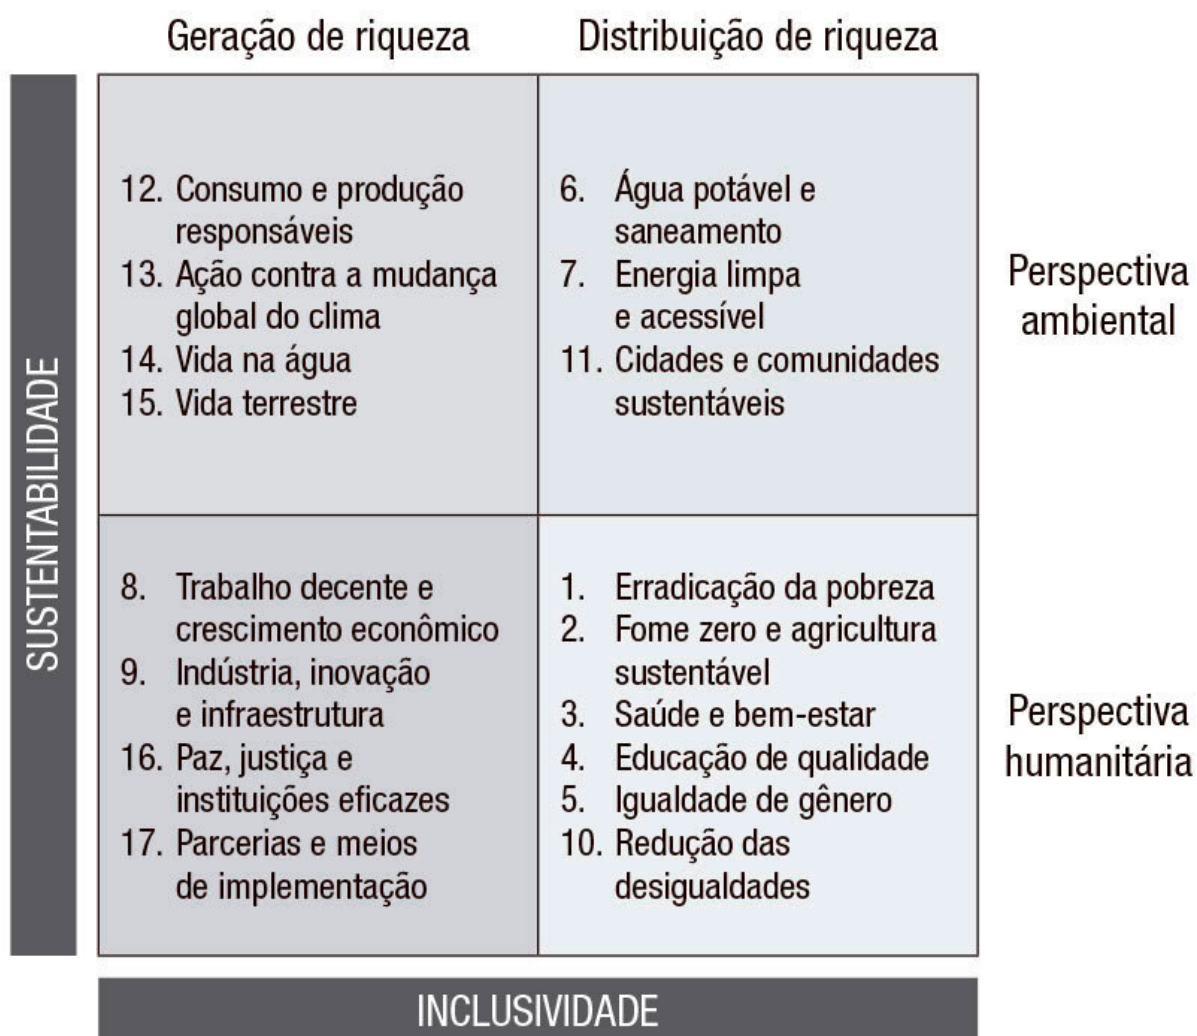 Geração de riqueza
Distribuição de riqueza
SUSTENTABILIDADE
12. Consumo e produção
responsáveis
13. Ação contra a mudança
global do clima
14. Vida na água
15. Vida terrestre
6. Água potável e
saneamento
7. Energia limpa
e acessível
11. Cidades e comunidades
sustentáveis
Perspectiva
ambiental
8. Trabalho decente e
crescimento econômico
9. Indústria, inovação
e infraestrutura
16. Paz, justiça e
instituições eficazes
17. Parcerias e meios
de implementação
1. Erradicação da pobreza
2. Fome zero e agricultura
sustentável
3. Saúde e bem-estar
4. Educação de qualidade
5. Igualdade de gênero
10. Redução das
desigualdades
Perspectiva
humanitária
INCLUSIVIDADE